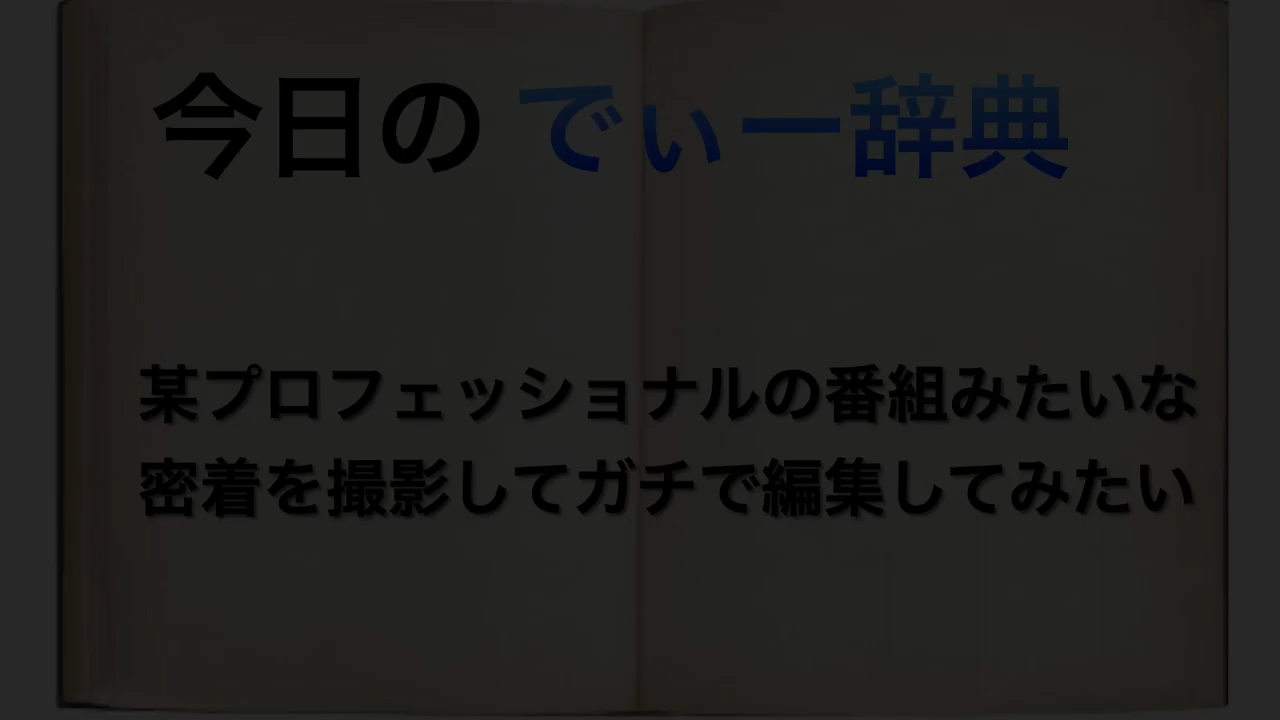 今日の でぃー辞典
某プロフェッショナルの番組みたいな
密着を撮影してガチで編集してみたい